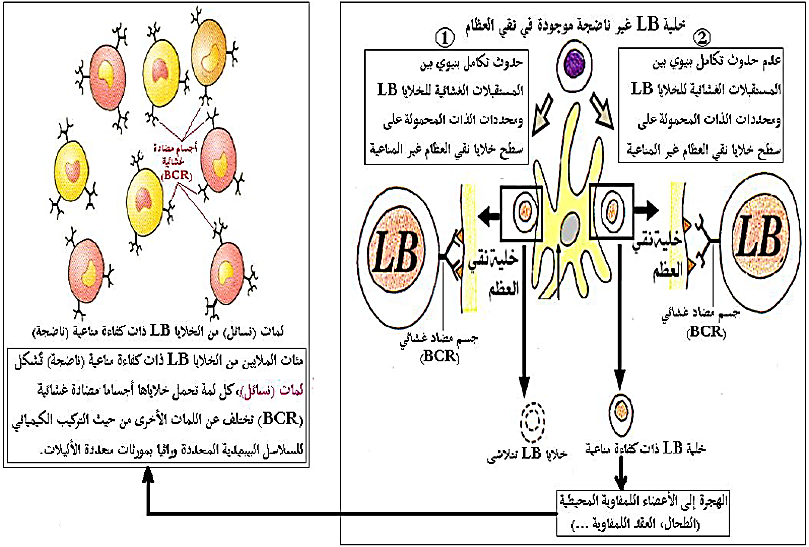 خلية LB غير ناضجة موجودة في نقي العظام
①
حدوث تكامل بنيوي بين
المستقبلات الغشائية للخلايا LB
ومحددات الذات المحمولة على
سطح خلايا نقي العظام غير المناعية
②
عدم حدوث تكامل بنيوي بين
المستقبلات الغشائية للخلايا LB
ومحددات الذات المحمولة على
سطح خلايا نقي العظام غير المناعية
LB
خلية نقي
العظم
جسم مضاد غشائي
(BCR)
LB
خلية نقي
العظم
جسم مضاد غشائي
(BCR)
خلايا LB تتلاشى
خلية LB ذات كفاءة مناعية
الهجرة إلى الأعضاء اللمفاوية المحيطية
(الطحال، العقد اللمفاوية ...)
أجسام مضادة
غشائية
(BCR)
لمات (نسائل) من الخلايا LB ذات كفاءة مناعية (ناضجة)
مئات الملايين من الخلايا LB ذات كفاءة مناعية (ناضجة) تُشكل
لمات (نسائل)، كل لمة تحمل خلاياها أجساما مضادة غشائية
(BCR) تختلف عن اللمات الأخرى من حيث التركيب الكيميائي
للسلاسل الببتيدية المحددة وراثيا بمورثات متعددة الأليلات.